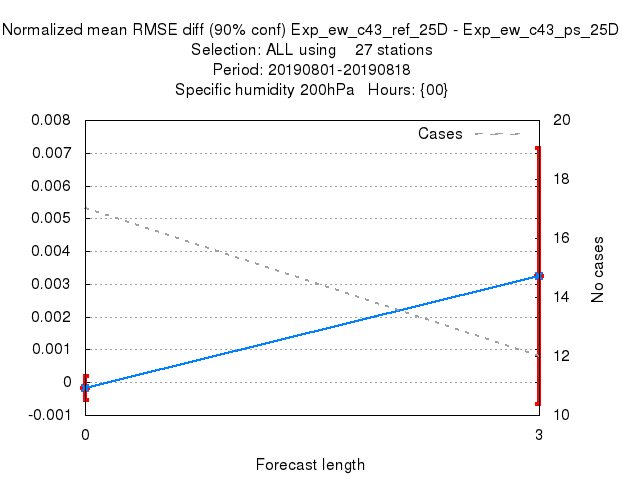 Normalized mean RMSE diff (90% conf) Exp_ew_c43_ref_25D - Exp_ew_c43_ps_25D
Selection: ALL using    27 stations
Period: 20190801-20190818
Specific humidity 200hPa   Hours: {00}
Cases
0.008
0.007
0.006
0.005
0.004
0.003
0.002
0.001
0
-0.001
20
18
16
14
12
10
No cases
0
3
Forecast length